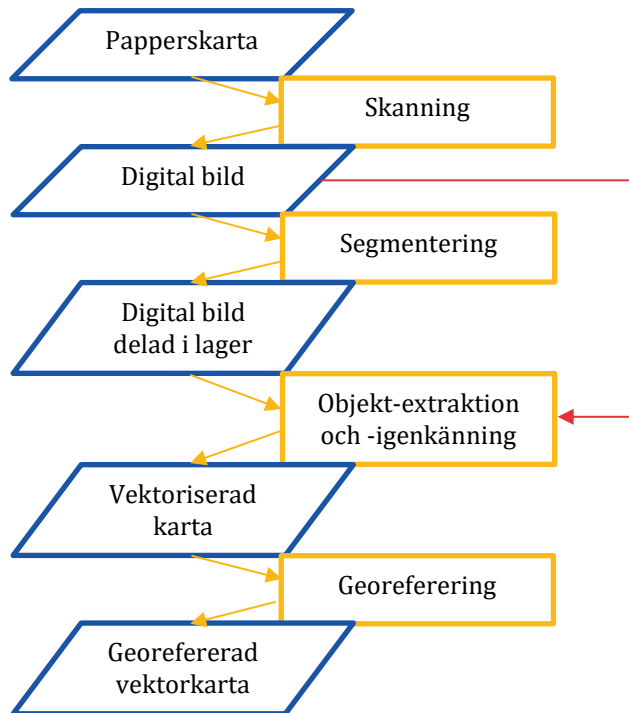 Papperskarta
Skanning
Digital bild
Segmentering
Digital bild
delad i lager
Objekt-extraktion
och -igenkänning
Vektoriserad
karta
Georeferering
Georefererad
vektorkarta